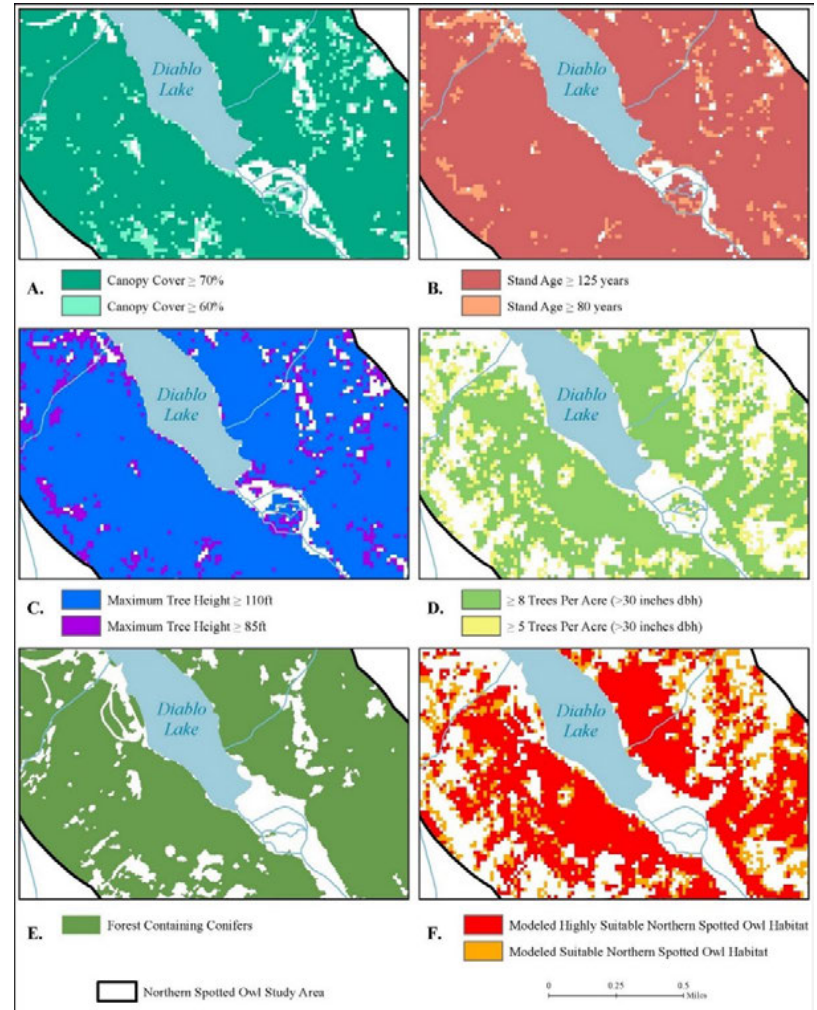 Diablo
Lake
Diablo
Lake
A.
Canopy Cover ≥ 70%
Canopy Cover ≥ 60%
B.
Stand Age ≥ 125 years
Stand Age ≥ 80 years
Diablo
Lake
Diablo
Lake
C.
Maximum Tree Height ≥ 110ft
Maximum Tree Height ≥ 85ft
D.
≥ 8 Trees Per Acre (>30 inches dbh)
≥ 5 Trees Per Acre (>30 inches dbh)
Diablo
Lake
Diablo
Lake
E.
Forest Containing Conifers
F.
Modeled Highly Suitable Northern Spotted Owl Habitat
Modeled Suitable Northern Spotted Owl Habitat
Northern Spotted Owl Study Area
0 0.25 0.5
Miles